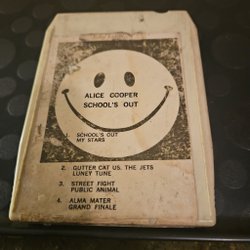 ALICE COOPER
SCHOOL'S OUT
1. SCHOOL'S OUT
MY STARS
2. GUTTER CAT US. THE JETS
LUNEY TUNE
3. STREET FIGHT
PUBLIC ANIMAL
4. ALMA MATER
GRAND FINALE